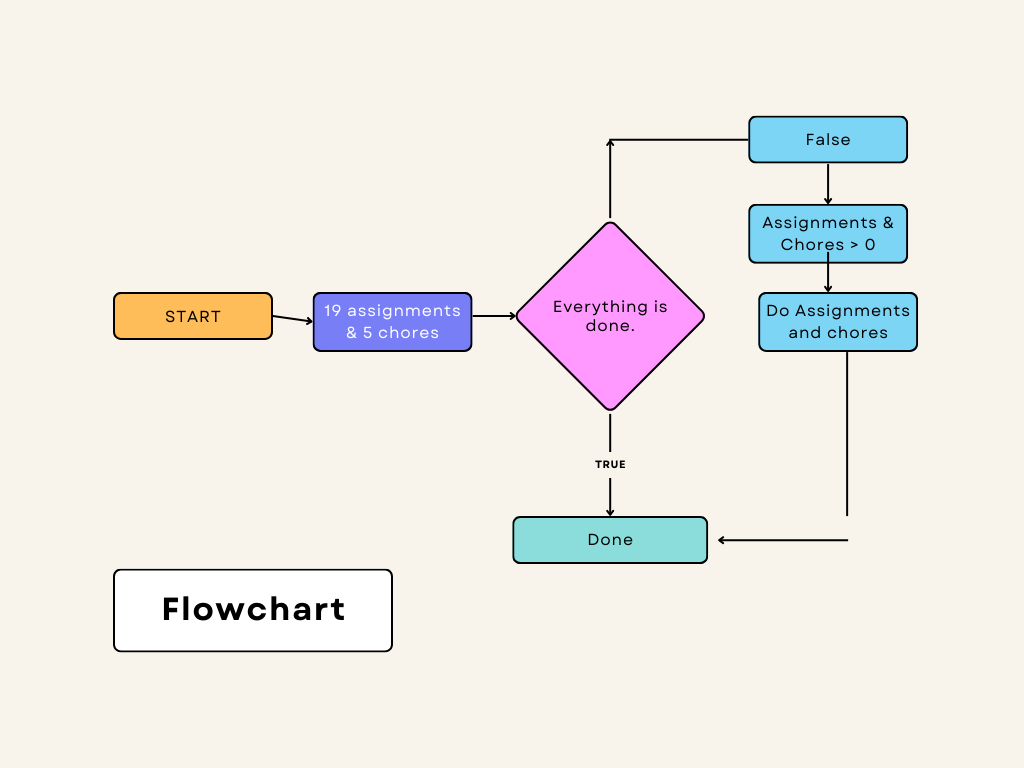 False
Assignments &
Chores > 0
START
19 assignments
& 5 chores
Everything is
done.
Do Assignments
and chores
TRUE
Done
Flowchart